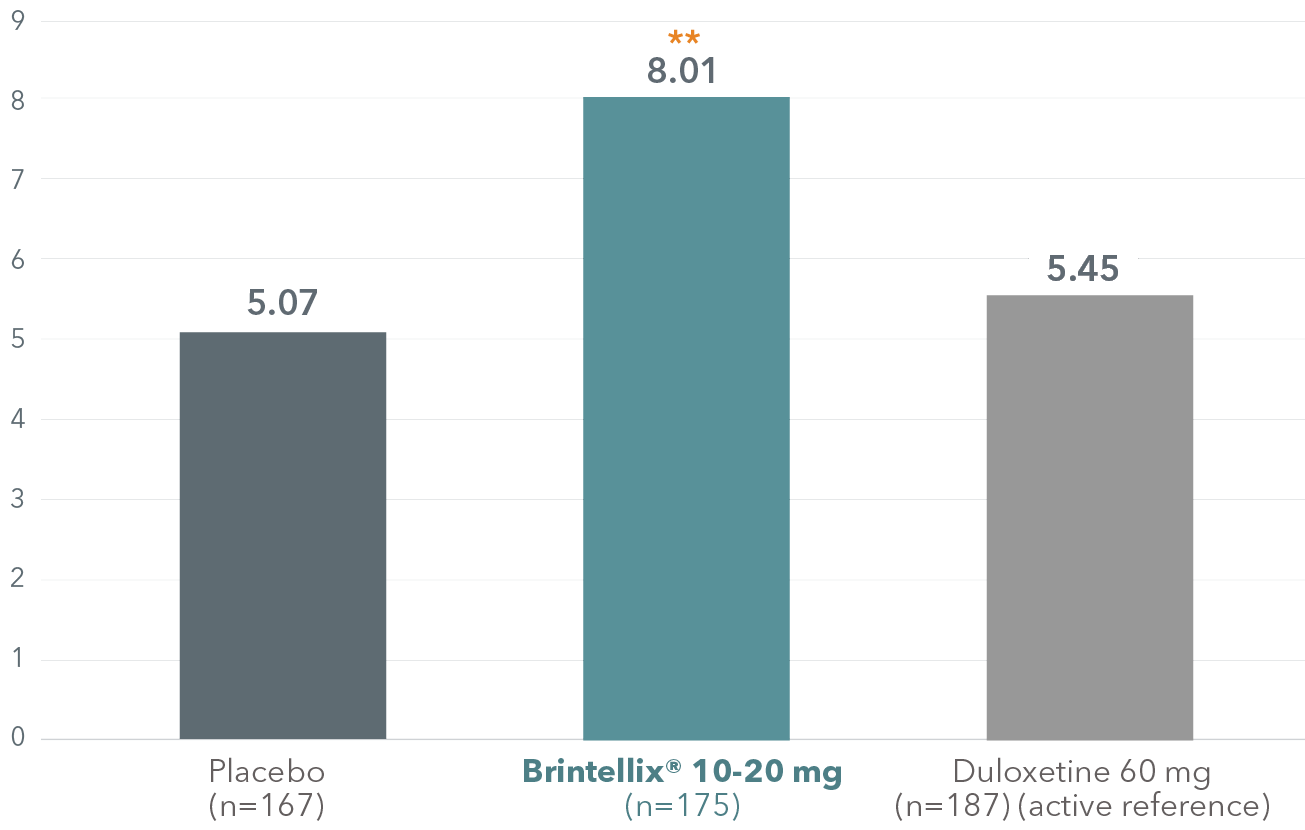 9
**
8.01
8
7
6
5.45
5.07
5
4
3
2
1
0
Placebo
(n=167)
Brintellix® 10-20 mg
(n=175)
Duloxetine 60 mg
(n=187) (active reference)